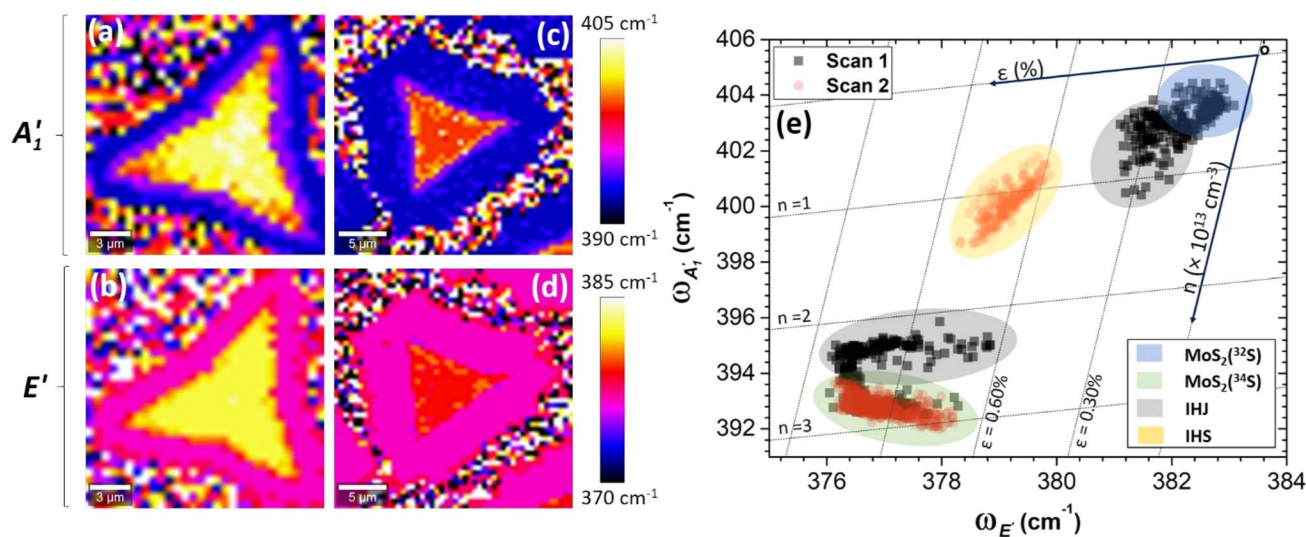 A′₁
E′
(a)
3 µm
(c)
5 µm
405 cm⁻¹
390 cm⁻¹
(b)
3 µm
(d)
5 µm
385 cm⁻¹
370 cm⁻¹
(e)
Scan 1
Scan 2
ε (%)
o
n (× 10¹³ cm⁻³)
n =1
n =2
n =3
ε = 0.60%
ε = 0.30%
MoS₂(³²S)
MoS₂(³⁴S)
IHJ
IHS
406
404
402
400
398
396
394
392
ω_A′₁ (cm⁻¹)
376 378 380 382 384
ω_E′ (cm⁻¹)